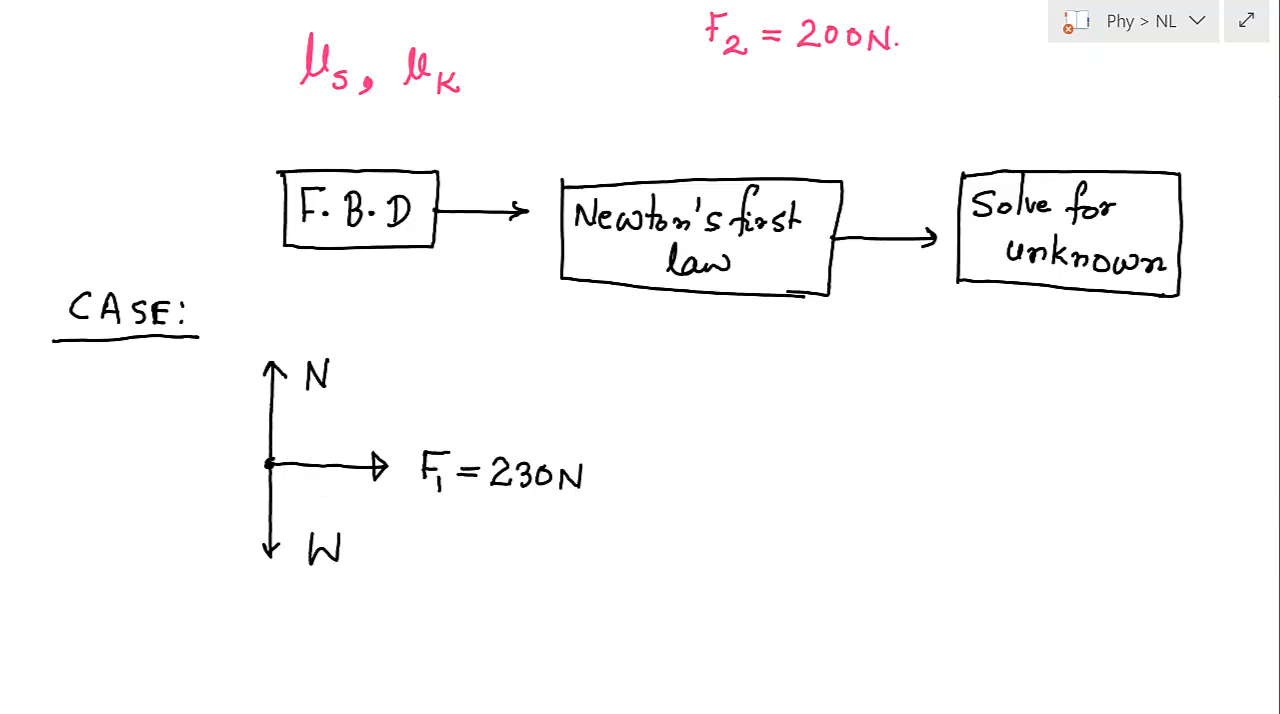 F₂ = 200N.
Phy > NL
μs, μK
F.B.D
Newton's first
law
Solve for
unknown
CASE:
N
F₁ = 230N
W